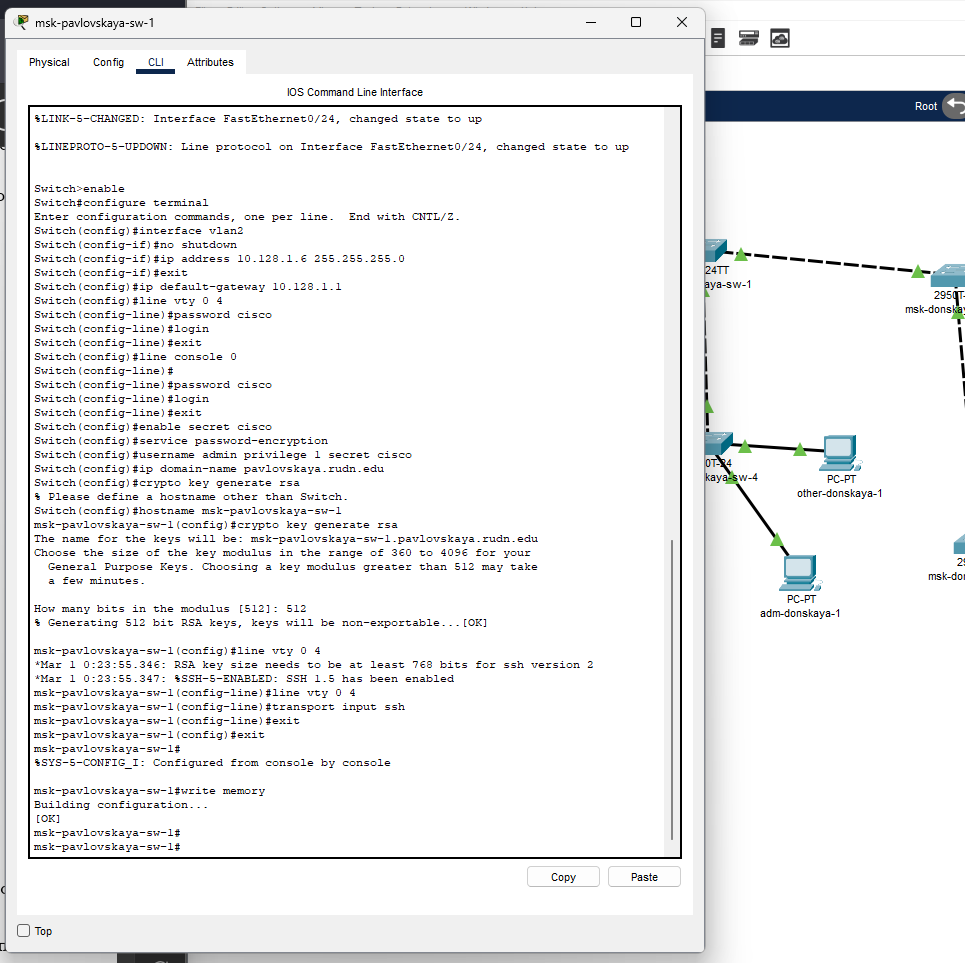 msk-pavlovskaya-sw-1
Physical Config CLI Attributes
IOS Command Line Interface
%LINK-5-CHANGED: Interface FastEthernet0/24, changed state to up
%LINEPROTO-5-UPDOWN: Line protocol on Interface FastEthernet0/24, changed state to up
Switch>enable
Switch#configure terminal
Enter configuration commands, one per line.  End with CNTL/Z.
Switch(config)#interface vlan2
Switch(config-if)#no shutdown
Switch(config-if)#ip address 10.128.1.6 255.255.255.0
Switch(config-if)#exit
Switch(config)#ip default-gateway 10.128.1.1
Switch(config)#line vty 0 4
Switch(config-line)#password cisco
Switch(config-line)#login
Switch(config-line)#exit
Switch(config)#line console 0
Switch(config-line)#
Switch(config-line)#password cisco
Switch(config-line)#login
Switch(config-line)#exit
Switch(config)#enable secret cisco
Switch(config)#service password-encryption
Switch(config)#username admin privilege 1 secret cisco
Switch(config)#ip domain-name pavlovskaya.rudn.edu
Switch(config)#crypto key generate rsa
% Please define a hostname other than Switch.
Switch(config)#hostname msk-pavlovskaya-sw-1
msk-pavlovskaya-sw-1(config)#crypto key generate rsa
The name for the keys will be: msk-pavlovskaya-sw-1.pavlovskaya.rudn.edu
Choose the size of the key modulus in the range of 360 to 4096 for your
General Purpose Keys. Choosing a key modulus greater than 512 may take
a few minutes.
How many bits in the modulus [512]: 512
% Generating 512 bit RSA keys, keys will be non-exportable...[OK]
msk-pavlovskaya-sw-1(config)#line vty 0 4
*Mar 1 0:23:55.346: RSA key size needs to be at least 768 bits for ssh version 2
*Mar 1 0:23:55.347: %SSH-5-ENABLED: SSH 1.5 has been enabled
msk-pavlovskaya-sw-1(config-line)#line vty 0 4
msk-pavlovskaya-sw-1(config-line)#transport input ssh
msk-pavlovskaya-sw-1(config-line)#exit
msk-pavlovskaya-sw-1(config)#exit
msk-pavlovskaya-sw-1#
%SYS-5-CONFIG_I: Configured from console by console
msk-pavlovskaya-sw-1#write memory
Building configuration...
[OK]
msk-pavlovskaya-sw-1#
msk-pavlovskaya-sw-1#
Copy Paste
Top
Root
24TT
aya-sw-1
2950T-
msk-donskay
0T-24
kaya-sw-4
PC-PT
other-donskaya-1
PC-PT
adm-donskaya-1
29
msk-don